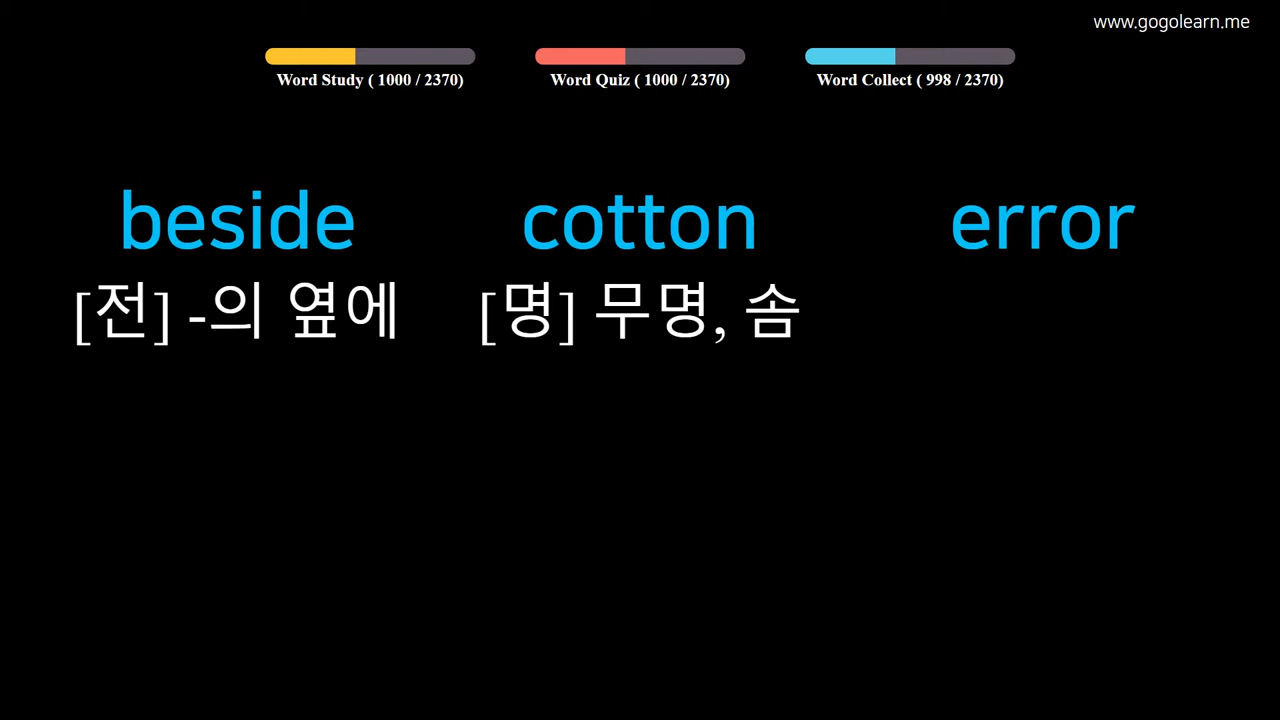 www.gogolearn.me
Word Study ( 1000 / 2370) Word Quiz ( 1000 / 2370) Word Collect ( 998 / 2370)
beside cotton error
[전] -의 옆에 [명] 무명, 솜